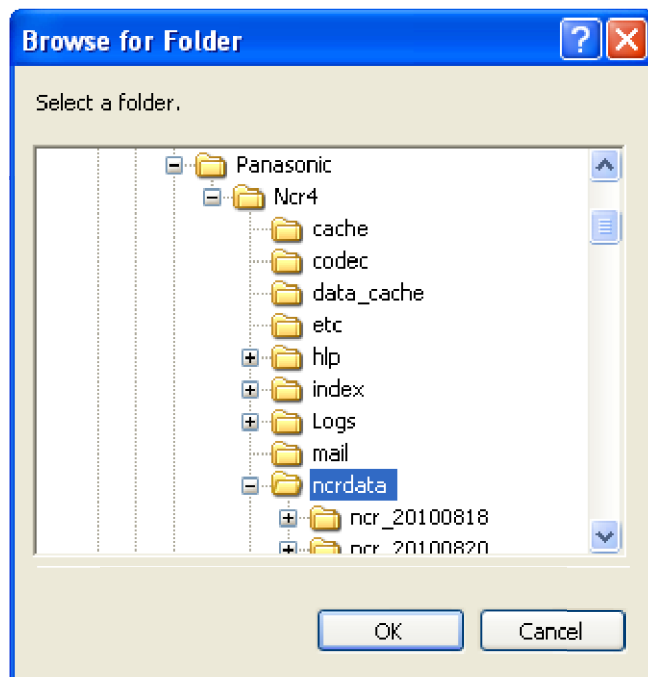 Browse for Folder
Select a folder.
Panasonic
Ncr4
cache
codec
data_cache
etc
hlp
index
Logs
mail
ncrdata
ncr_20100818
ncr_20100820
OK Cancel